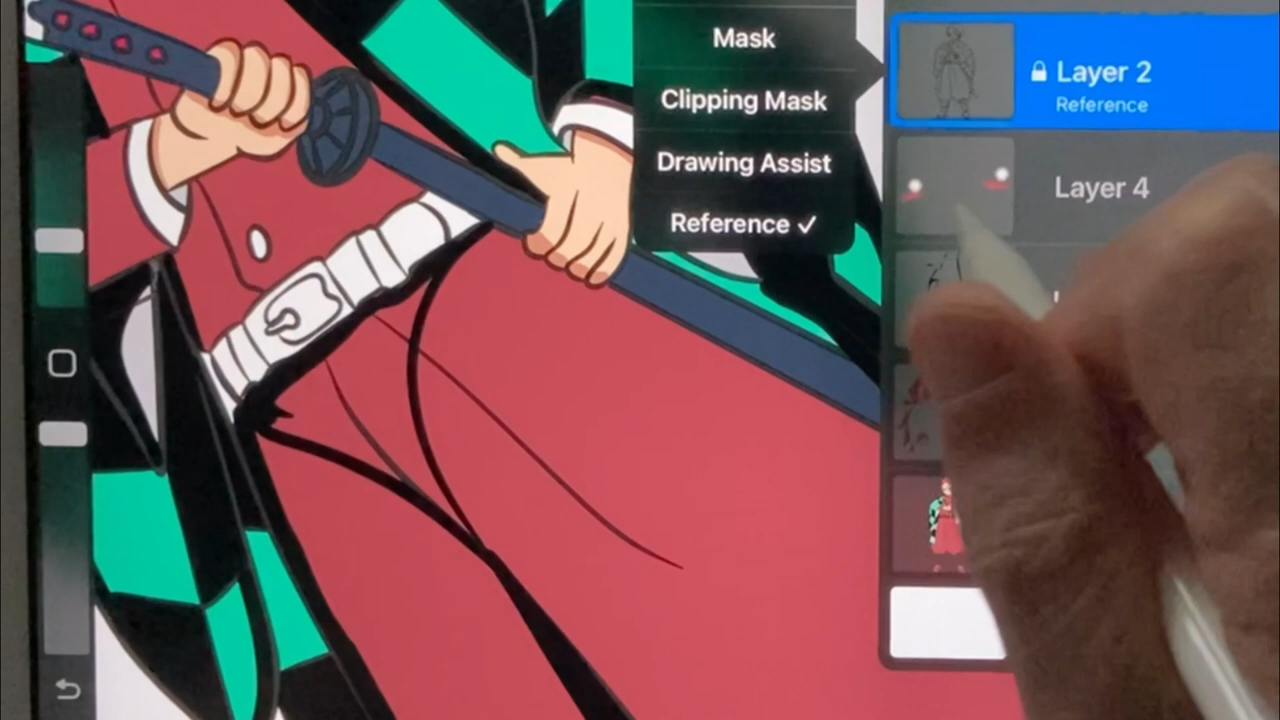 Mask
Clipping Mask
Drawing Assist
Reference ✓
Layer 2
Reference
Layer 4